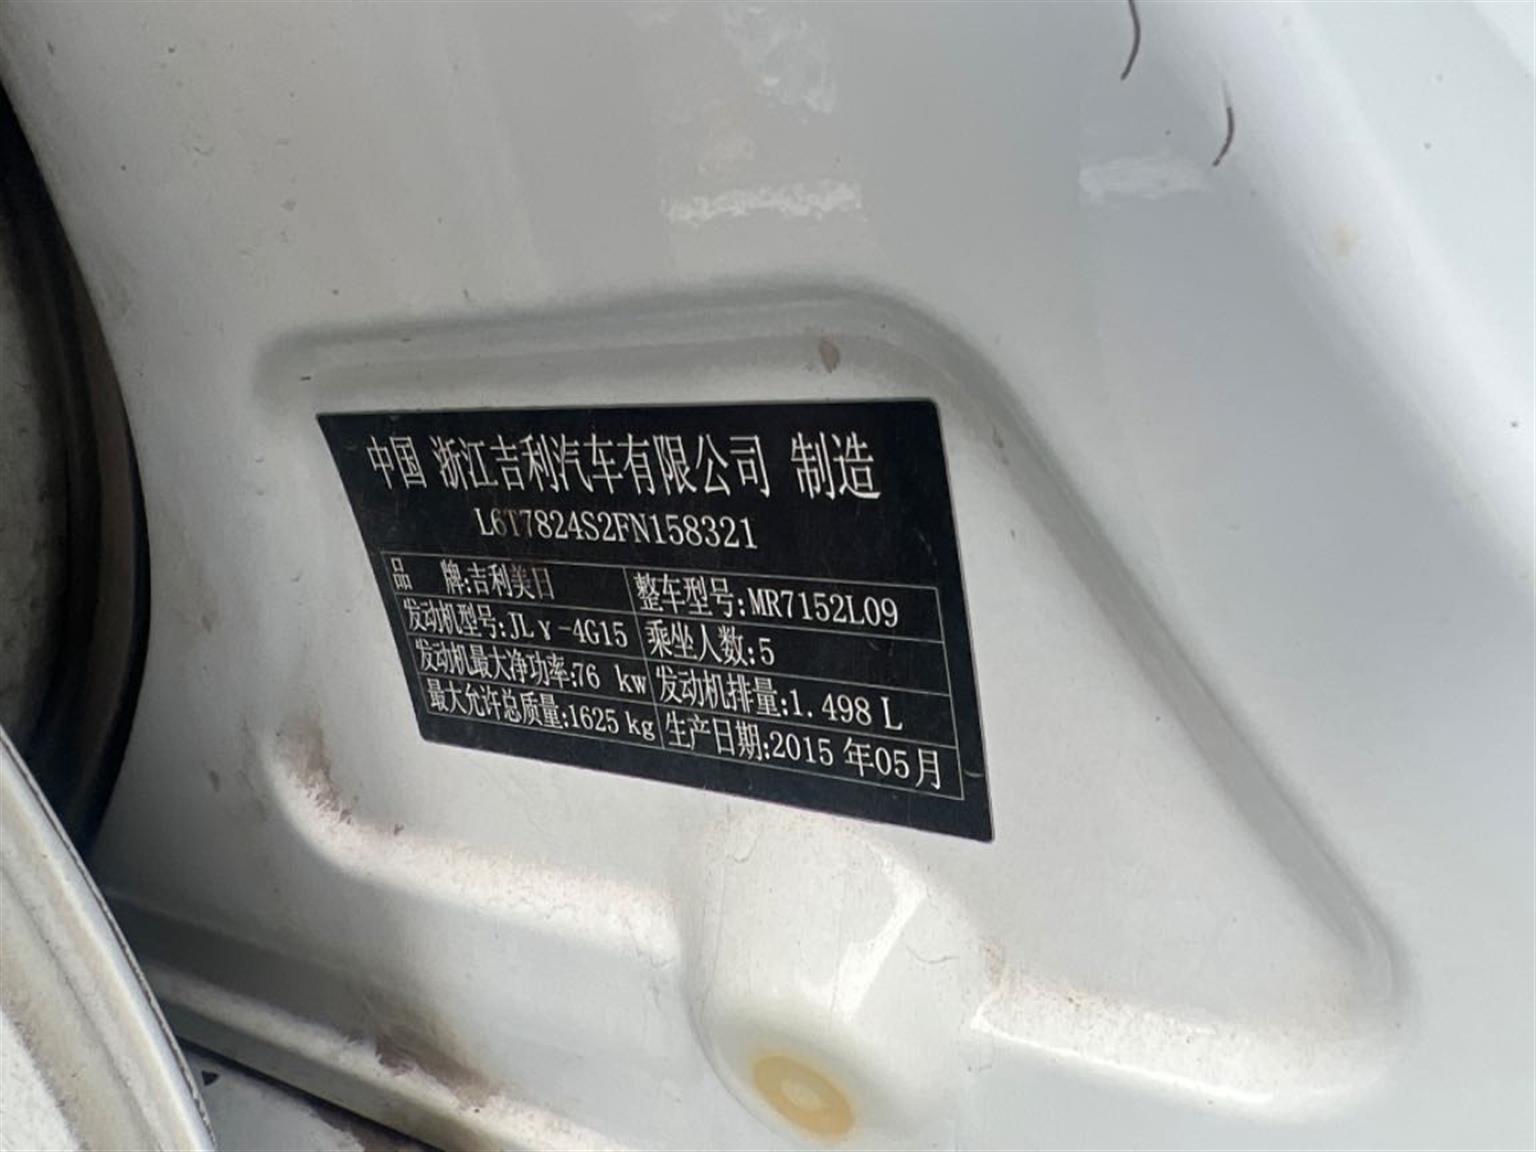 中国 浙江吉利汽车有限公司 制造
L6T7824S2FN158321
品 牌:吉利美日 整车型号:MR7152L09
发动机型号:JLγ-4G15 乘坐人数:5
发动机最大净功率:76 kw 发动机排量:1.498 L
最大允许总质量:1625 kg 生产日期:2015 年05月